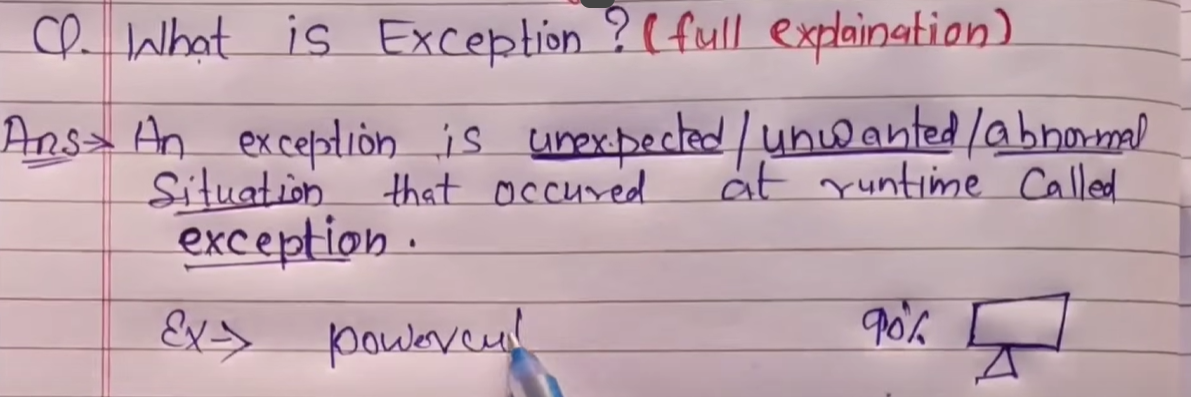 Q. What is Exception ? (full explaination)
Ans→ An exception is unexpected/unwanted/abnormal
Situation that occured at runtime Called
exception.
Ex→ powercut 90%